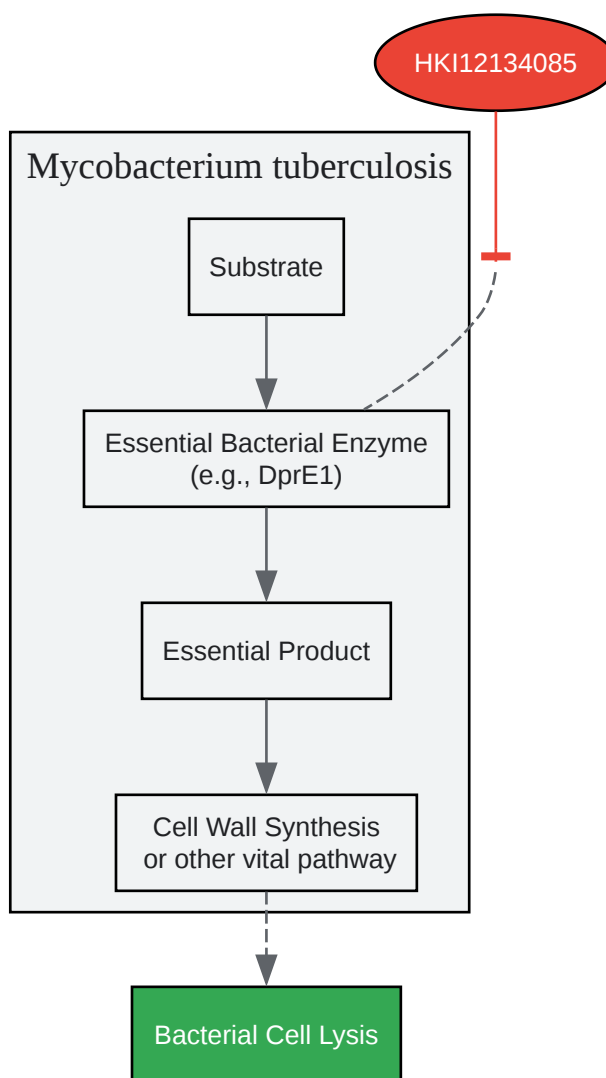 HKI12134085
Mycobacterium tuberculosis
Substrate
Essential Bacterial Enzyme
(e.g., DprE1)
Essential Product
Cell Wall Synthesis
or other vital pathway
Bacterial Cell Lysis